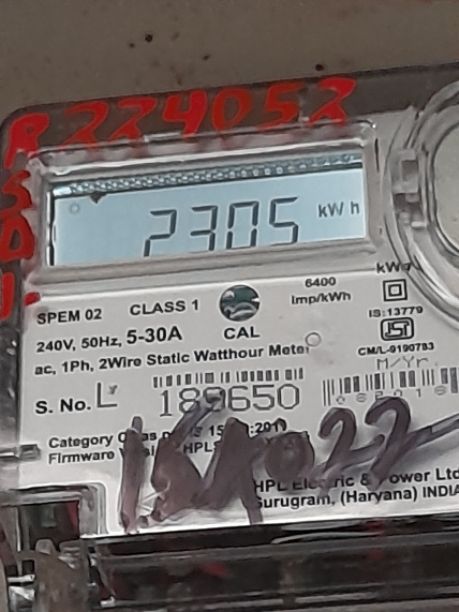 R224052
2305 kWh
SPEM 02 CLASS 1
CAL
6400
Imp/kWh
IS:13779
CM/L-9190783
240V, 50Hz, 5-30A
ac, 1Ph, 2Wire Static Watthour Meter
M/Yr.
S. No. L 189650
Category
Firmware
HPL Electric & Power Ltd
Gurugram, (Haryana) INDIA